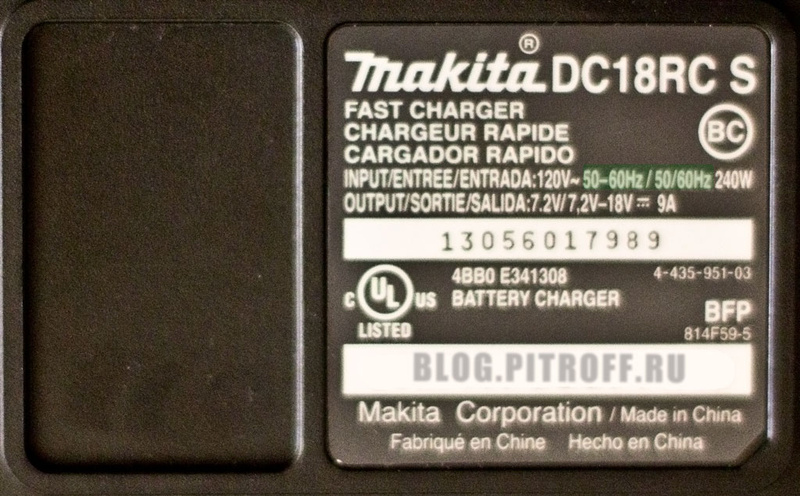 ®
makita DC18RC S
FAST CHARGER
CHARGEUR RAPIDE
CARGADOR RAPIDO
BC
INPUT/ENTREE/ENTRADA:120V~ 50–60Hz / 50/60Hz 240W
OUTPUT/SORTIE/SALIDA:7.2V/7,2V–18V⎓ 9A
13056017989
4BB0 E341308
4-435-951-03
C UL US
BATTERY CHARGER
LISTED
BFP
814F59-5
BLOG.PITROFF.RU
Makita Corporation / Made in China
Fabriqué en Chine Hecho en China